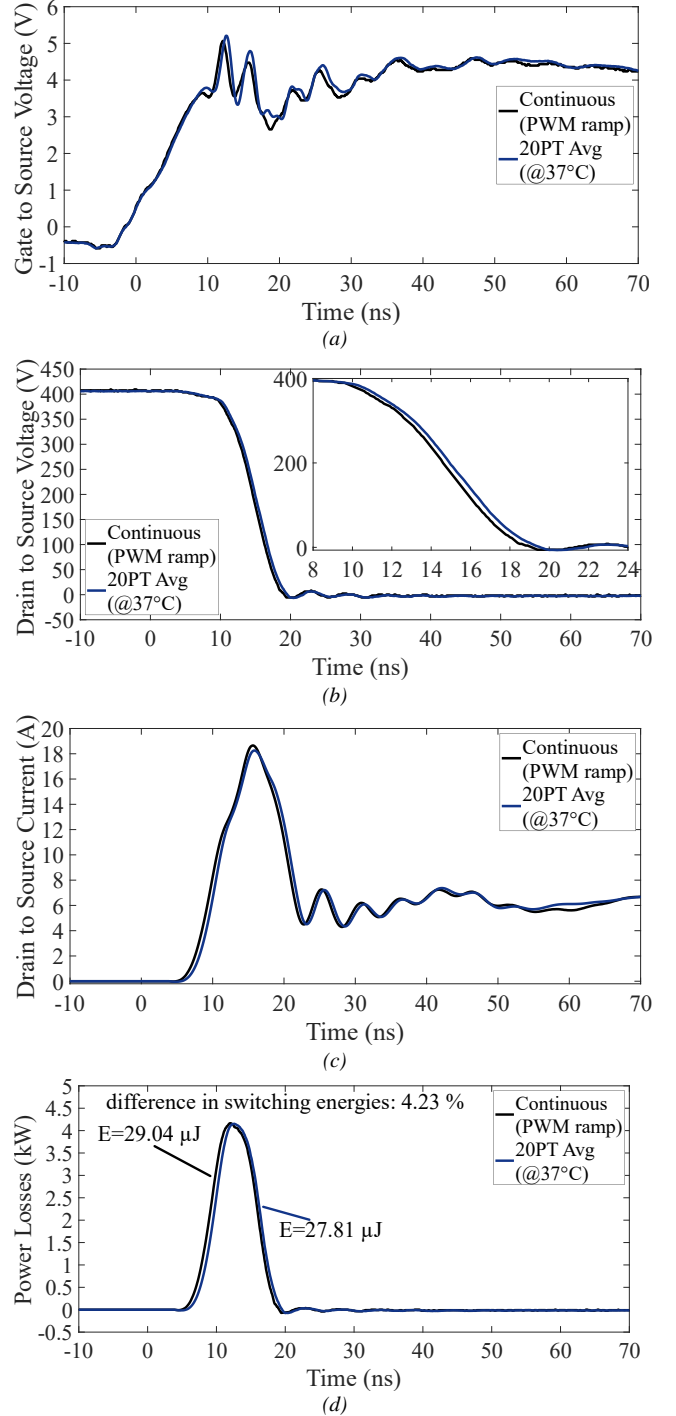 6
5
4
3
2
1
0
-1
Gate to Source Voltage (V)
Continuous
(PWM ramp)
20PT Avg
(@37°C)
-10 0 10 20 30 40 50 60 70
Time (ns)
(a)
450
400
350
300
250
200
150
100
50
0
-50
Drain to Source Voltage (V)
400
200
0
8 10 12 14 16 18 20 22 24
Continuous
(PWM ramp)
20PT Avg
(@37°C)
-10 0 10 20 30 40 50 60 70
Time (ns)
(b)
20
18
16
14
12
10
8
6
4
2
0
Drain to Source Current (A)
Continuous
(PWM ramp)
20PT Avg
(@37°C)
-10 0 10 20 30 40 50 60 70
Time (ns)
(c)
5
4.5
4
3.5
3
2.5
2
1.5
1
0.5
0
-0.5
Power Losses (kW)
difference in switching energies: 4.23 %
E=29.04 µJ
E=27.81 µJ
Continuous
(PWM ramp)
20PT Avg
(@37°C)
-10 0 10 20 30 40 50 60 70
Time (ns)
(d)